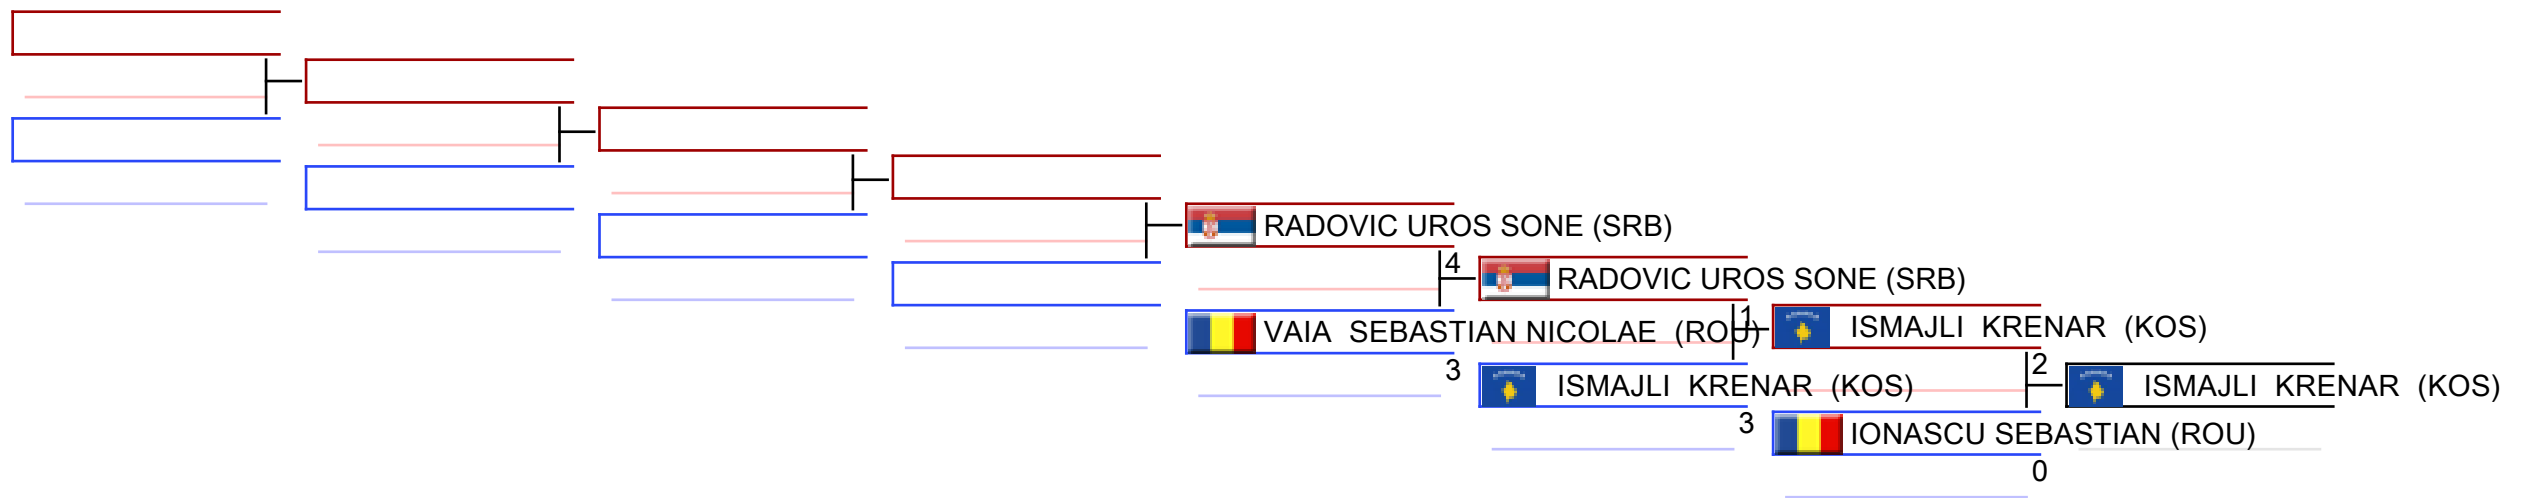 RADOVIC UROS SONE (SRB)
4
RADOVIC UROS SONE (SRB)
VAIA  SEBASTIAN NICOLAE  (ROU)
1
ISMAJLI  KRENAR  (KOS)
3
ISMAJLI  KRENAR  (KOS)
2
ISMAJLI  KRENAR  (KOS)
3
IONASCU SEBASTIAN (ROU)
0